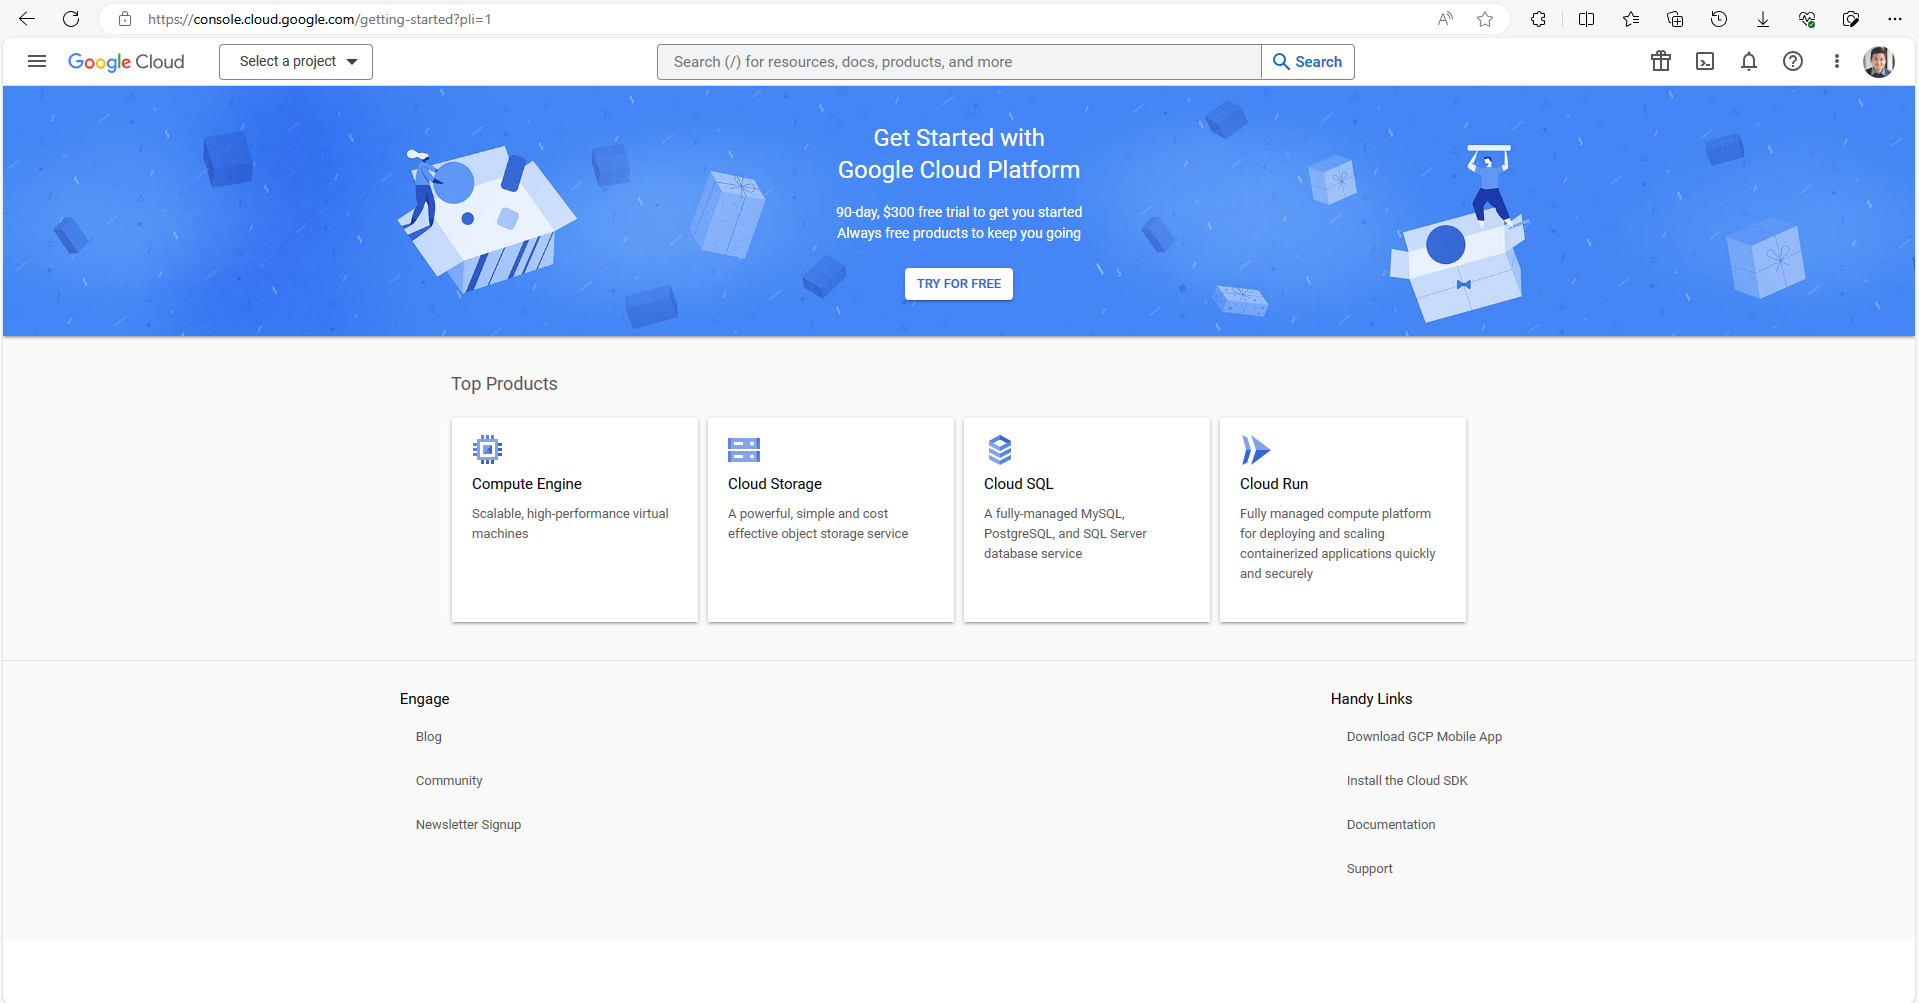 https://console.cloud.google.com/getting-started?pli=1
Google Cloud
Select a project
Search (/) for resources, docs, products, and more
Search
Get Started with
Google Cloud Platform
90-day, $300 free trial to get you started
Always free products to keep you going
TRY FOR FREE
Top Products
Compute Engine
Scalable, high-performance virtual
machines
Cloud Storage
A powerful, simple and cost
effective object storage service
Cloud SQL
A fully-managed MySQL,
PostgreSQL, and SQL Server
database service
Cloud Run
Fully managed compute platform
for deploying and scaling
containerized applications quickly
and securely
Engage
Blog
Community
Newsletter Signup
Handy Links
Download GCP Mobile App
Install the Cloud SDK
Documentation
Support